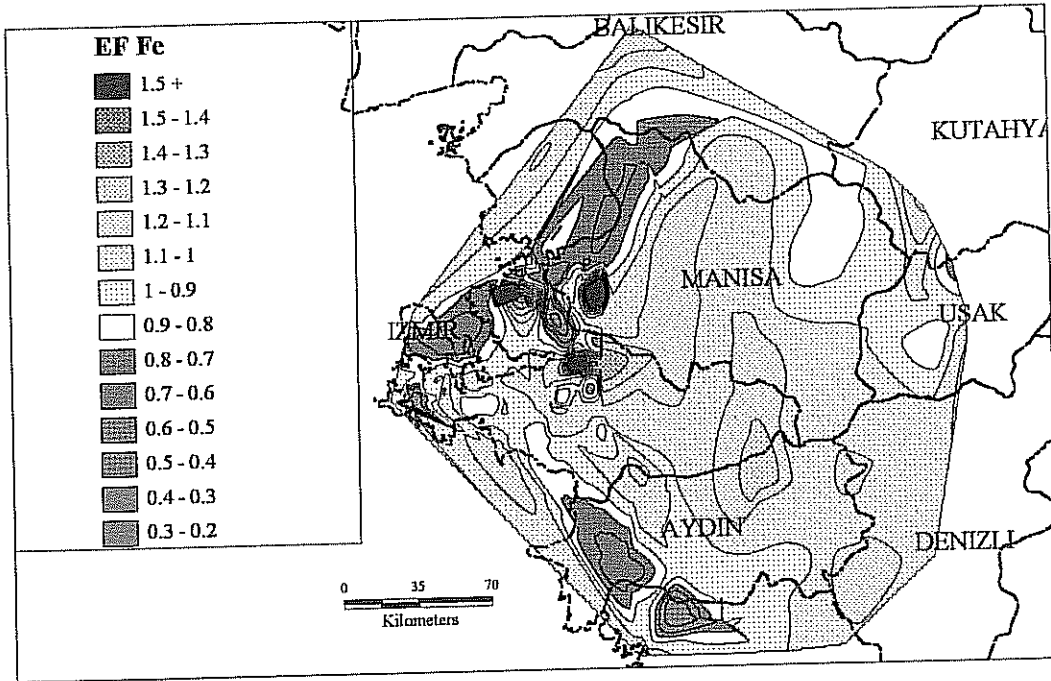 EF Fe
1.5 +
1.5 - 1.4
1.4 - 1.3
1.3 - 1.2
1.2 - 1.1
1.1 - 1
1 - 0.9
0.9 - 0.8
0.8 - 0.7
0.7 - 0.6
0.6 - 0.5
0.5 - 0.4
0.4 - 0.3
0.3 - 0.2
BALIKESIR
KUTAHYA
MANISA
USAK
IZMIR
AYDIN
DENIZLI
0 35 70
Kilometers